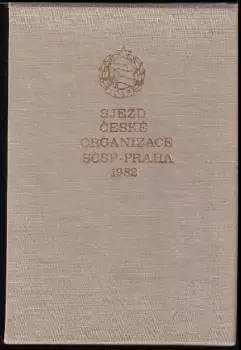 SJEZD
ČESKÉ
ORGANIZACE
SČSP-PRAHA
1982